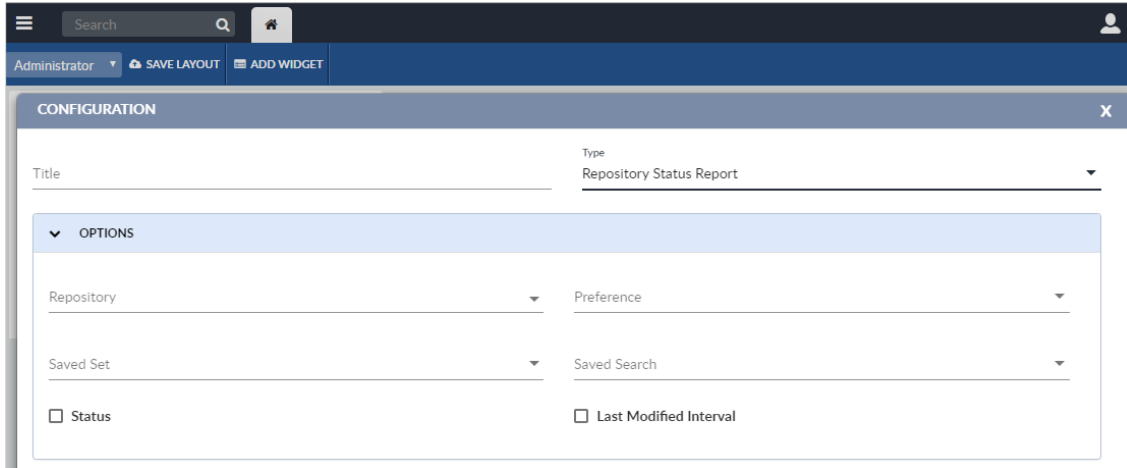 Search
Administrator SAVE LAYOUT ADD WIDGET
CONFIGURATION X
Type
Title Repository Status Report
OPTIONS
Repository Preference
Saved Set Saved Search
Status Last Modified Interval